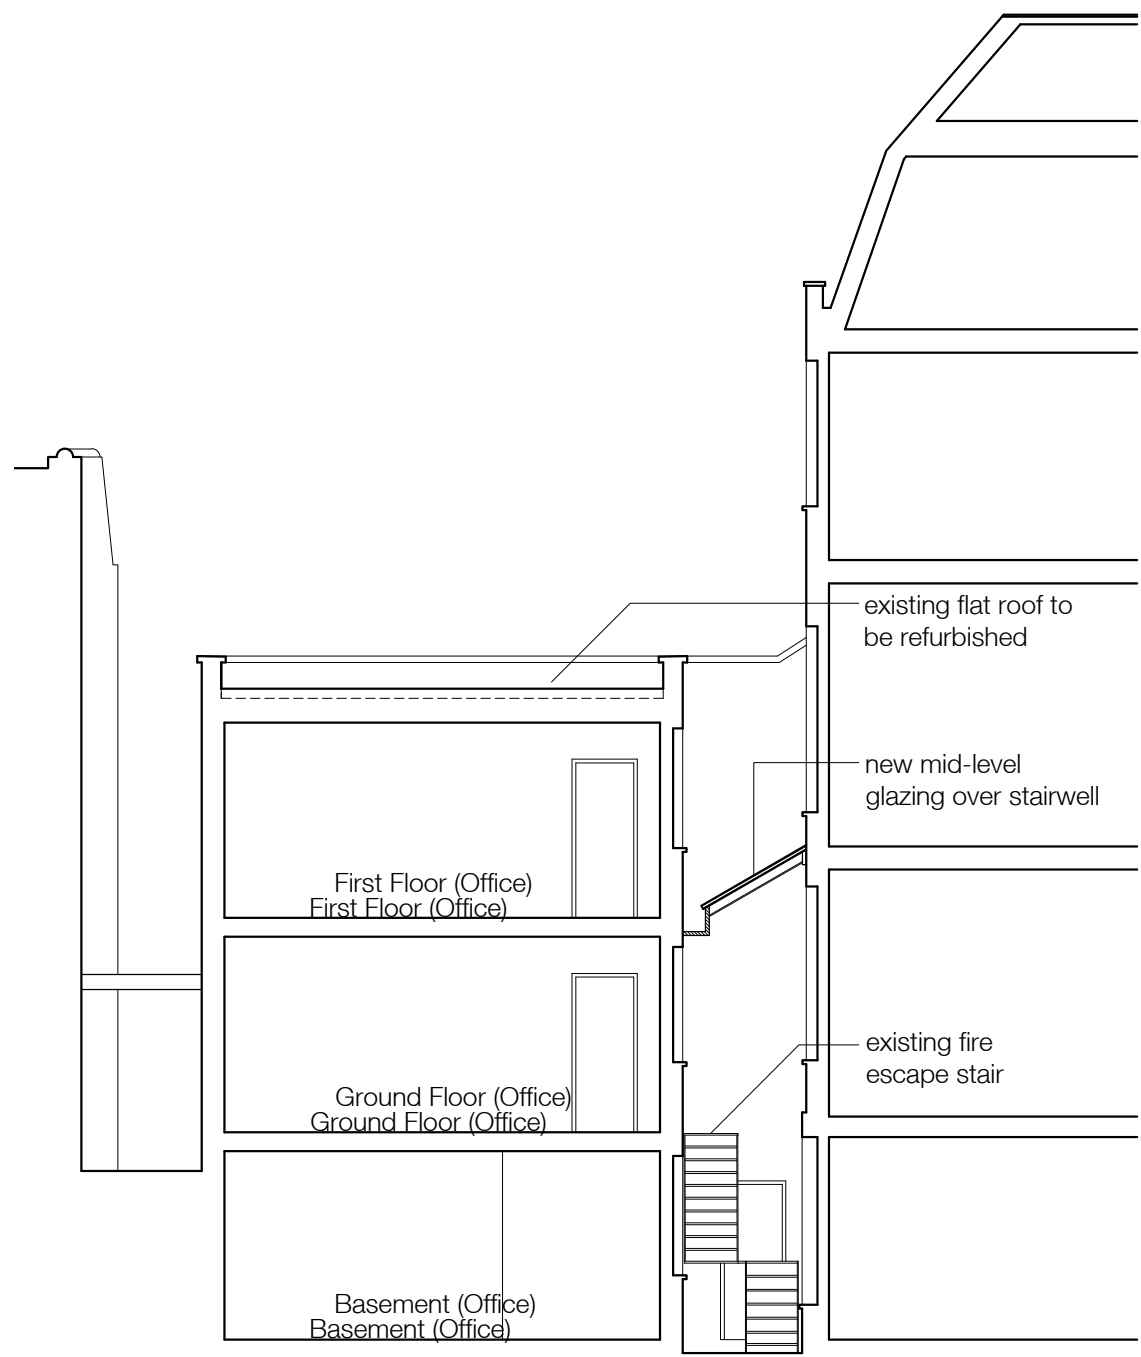 existing flat roof to
be refurbished
new mid-level
glazing over stairwell
First Floor (Office)
First Floor (Office)
existing fire
escape stair
Ground Floor (Office)
Ground Floor (Office)
Basement (Office)
Basement (Office)